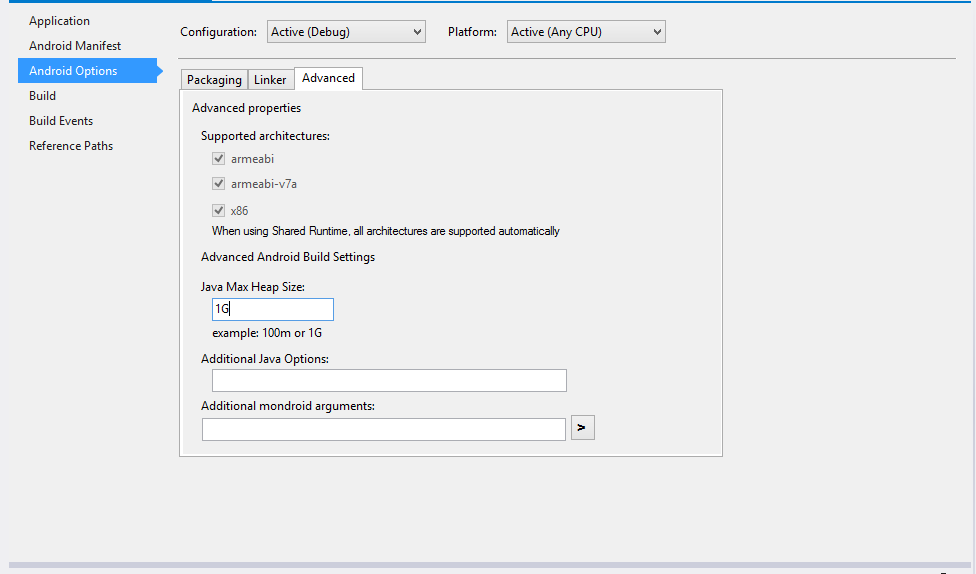 Application
Android Manifest
Android Options
Build
Build Events
Reference Paths
Configuration: Active (Debug) Platform: Active (Any CPU)
Packaging Linker Advanced
Advanced properties
Supported architectures:
armeabi
armeabi-v7a
x86
When using Shared Runtime, all architectures are supported automatically
Advanced Android Build Settings
Java Max Heap Size:
1G
example: 100m or 1G
Additional Java Options:
Additional mondroid arguments:
>